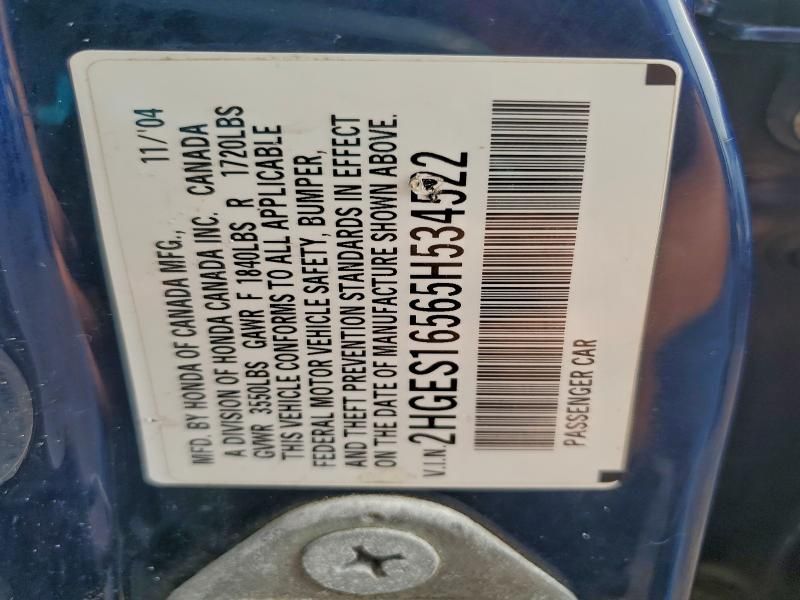 MFD. BY HONDA OF CANADA MFG., 11/'04
A DIVISION OF HONDA CANADA INC. CANADA
GVWR 3550LBS GAWR F 1840LBS R 1720LBS
THIS VEHICLE CONFORMS TO ALL APPLICABLE
FEDERAL MOTOR VEHICLE SAFETY, BUMPER,
AND THEFT PREVENTION STANDARDS IN EFFECT
ON THE DATE OF MANUFACTURE SHOWN ABOVE.
V.I.N. 2HGES16565H534522
PASSENGER CAR